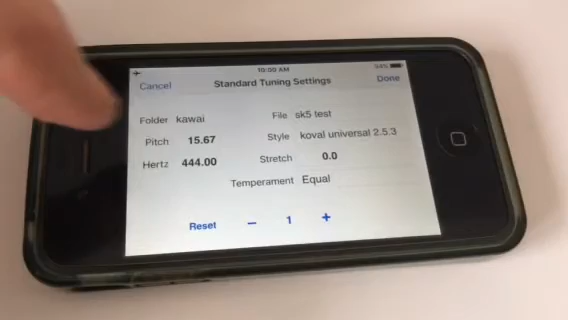 10:00 AM 94%
Cancel Standard Tuning Settings Done
Folder kawai File sk5 test
Pitch 15.67 Style koval universal 2.5.3
Hertz 444.00 Stretch 0.0
Temperament Equal
Reset − 1 +